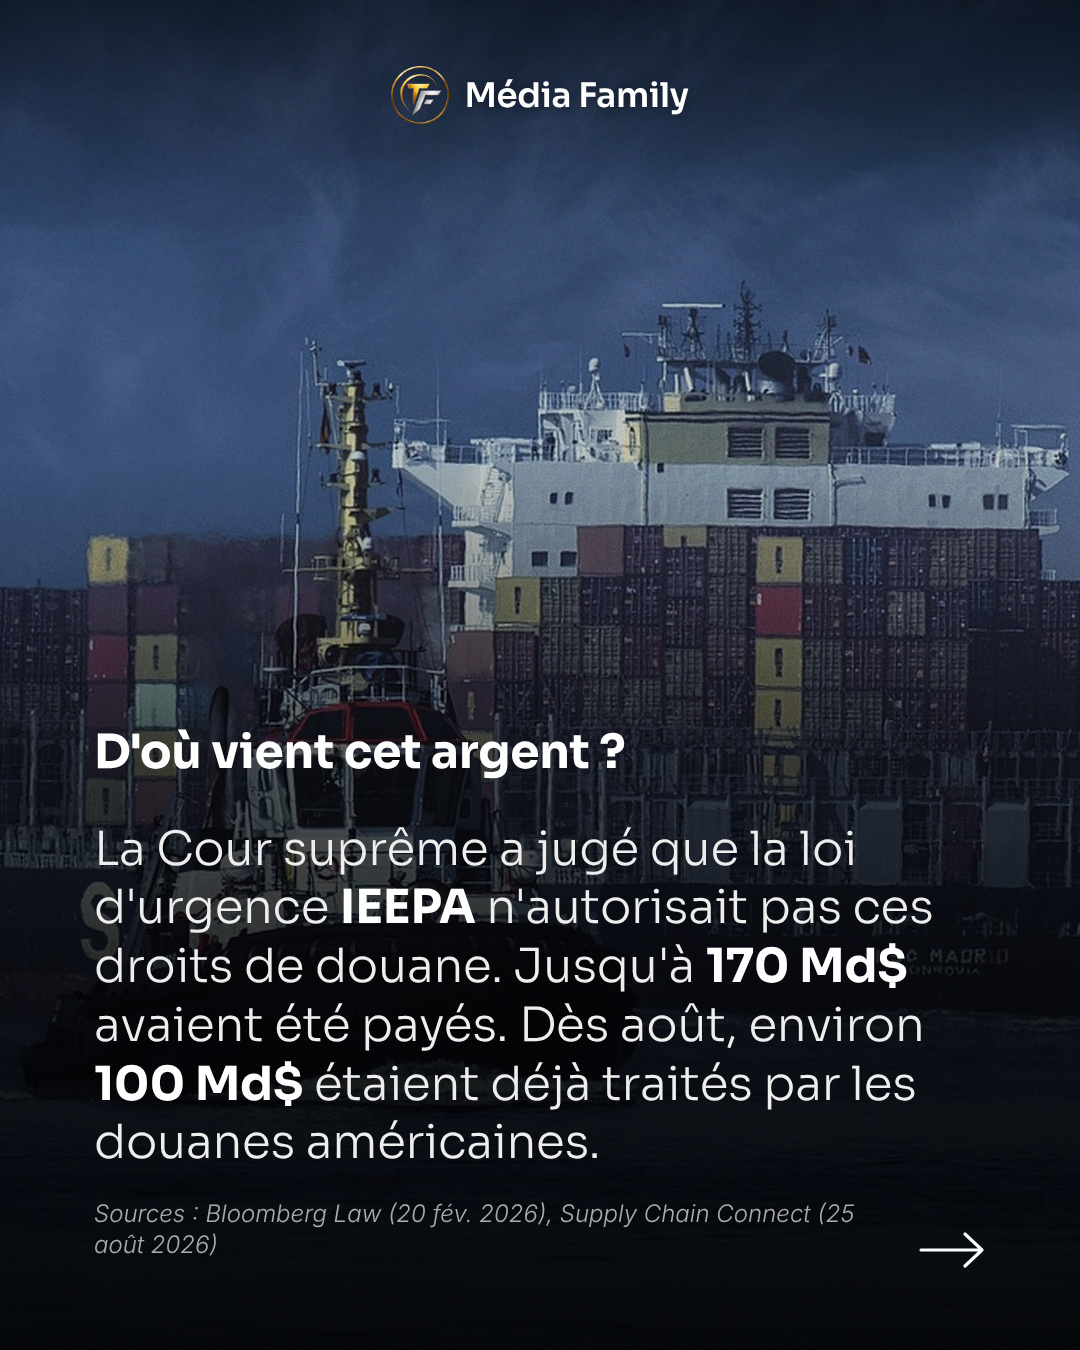 Média Family
D'où vient cet argent ?
La Cour suprême a jugé que la loi
d'urgence IEEPA n'autorisait pas ces
droits de douane. Jusqu'à 170 Md$
avaient été payés. Dès août, environ
100 Md$ étaient déjà traités par les
douanes américaines.
Sources : Bloomberg Law (20 fév. 2026), Supply Chain Connect (25
août 2026)